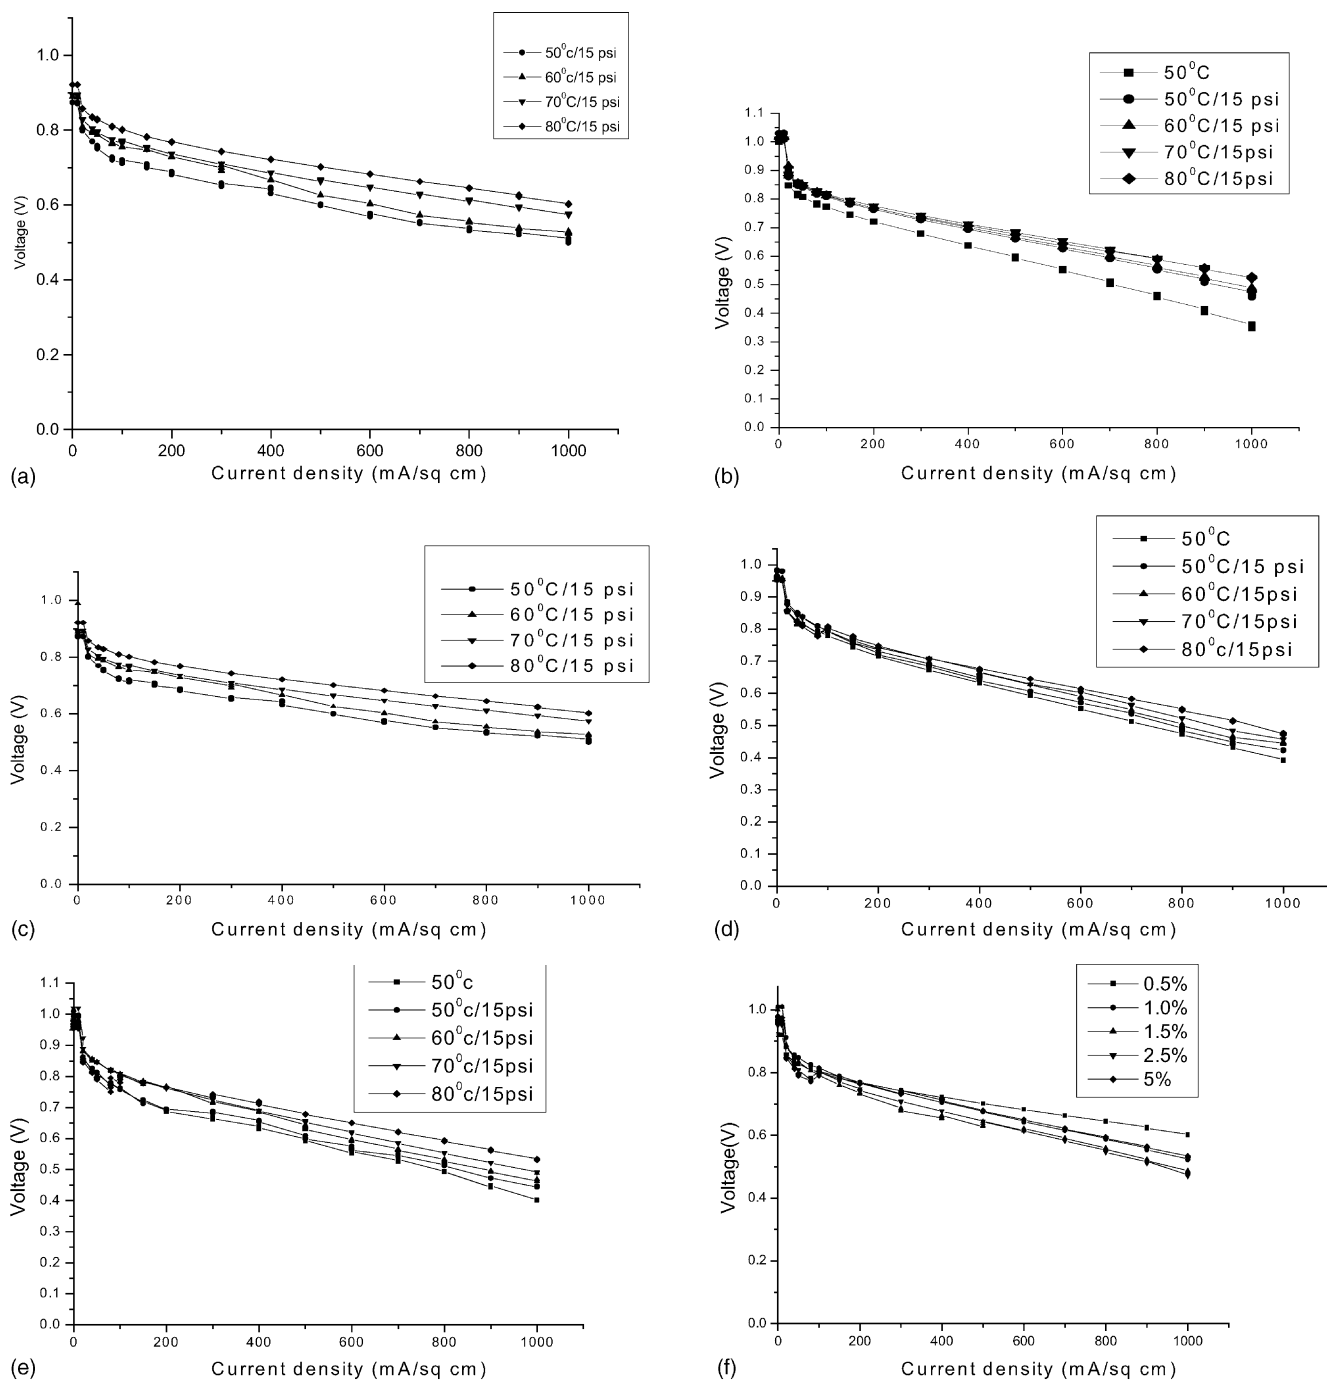 50⁰c/15 psi
60⁰c/15 psi
70⁰C/15 psi
80⁰C/15 psi
1.0
0.8
0.6
0.4
0.2
0.0
Voltage (V)
0 200 400 600 800 1000
Current density (mA/sq cm)
(a)
50⁰C
50⁰C/15 psi
60⁰C/15 psi
70⁰C/15psi
80⁰C/15psi
1.1
1.0
0.9
0.8
0.7
0.6
0.5
0.4
0.3
0.2
0.1
0.0
Voltage (V)
0 200 400 600 800 1000
Current density (mA/sq cm)
(b)
50⁰C/15 psi
60⁰C/15 psi
70⁰C/15 psi
80⁰C/15 psi
1.0
0.8
0.6
0.4
0.2
0.0
Voltage (V)
0 200 400 600 800 1000
Current density (mA/sq cm)
(c)
50⁰C
50⁰C/15 psi
60⁰C/15psi
70⁰C/15psi
80⁰c/15psi
1.0
0.9
0.8
0.7
0.6
0.5
0.4
0.3
0.2
0.1
0.0
Voltage (V)
0 200 400 600 800 1000
Current density (mA/sq cm)
(d)
50⁰c
50⁰c/15psi
60⁰c/15psi
70⁰c/15psi
80⁰c/15psi
1.1
1.0
0.9
0.8
0.7
0.6
0.5
0.4
0.3
0.2
0.1
0.0
Voltage (V)
0 200 400 600 800 1000
Current density (mA/sq cm)
(e)
0.5%
1.0%
1.5%
2.5%
5%
1.0
0.8
0.6
0.4
0.2
0.0
Voltage(V)
0 200 400 600 800 1000
Current density (mA/sq cm)
(f)